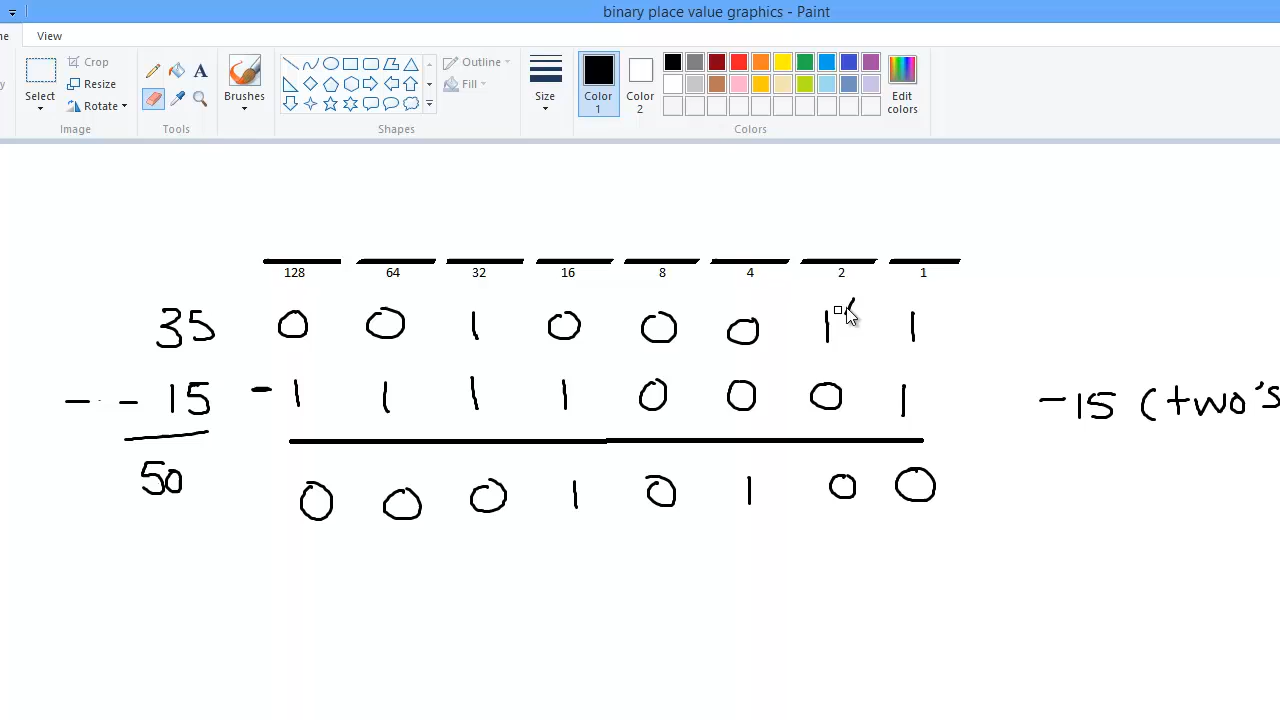 binary place value graphics - Paint
View
Crop
Resize
Rotate
Select
Image
A
Tools
Brushes
Outline
Fill
Shapes
Size
Color 1
Color 2
Edit colors
Colors
128 64 32 16 8 4 2 1
35 0 0 1 0 0 0 1 1
- - 15 - 1 1 1 1 0 0 0 1 -15 (two's
50 0 0 0 1 0 1 0 0